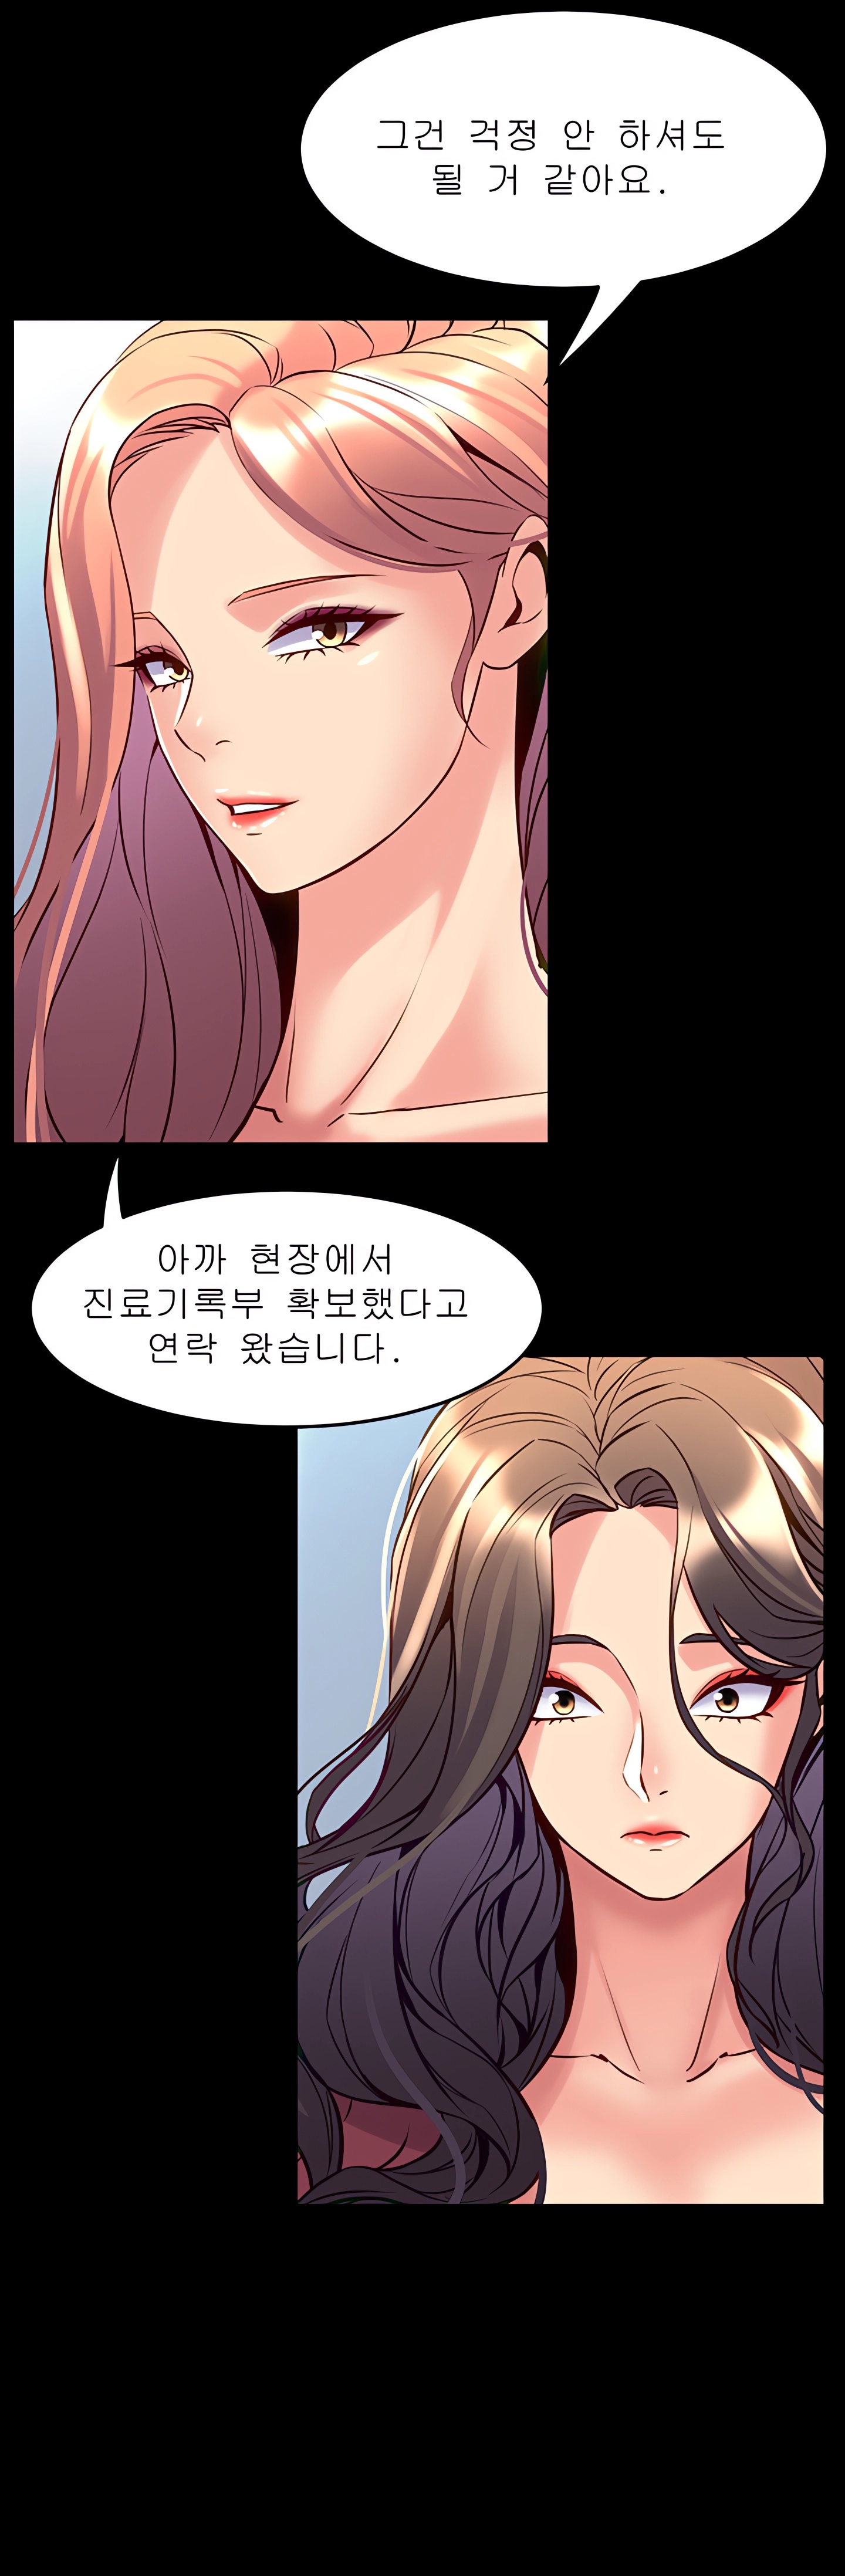 그건 걱정 안 하셔도
될 거 같아요.
아까 현장에서
진료기록부 확보했다고
연락 왔습니다.